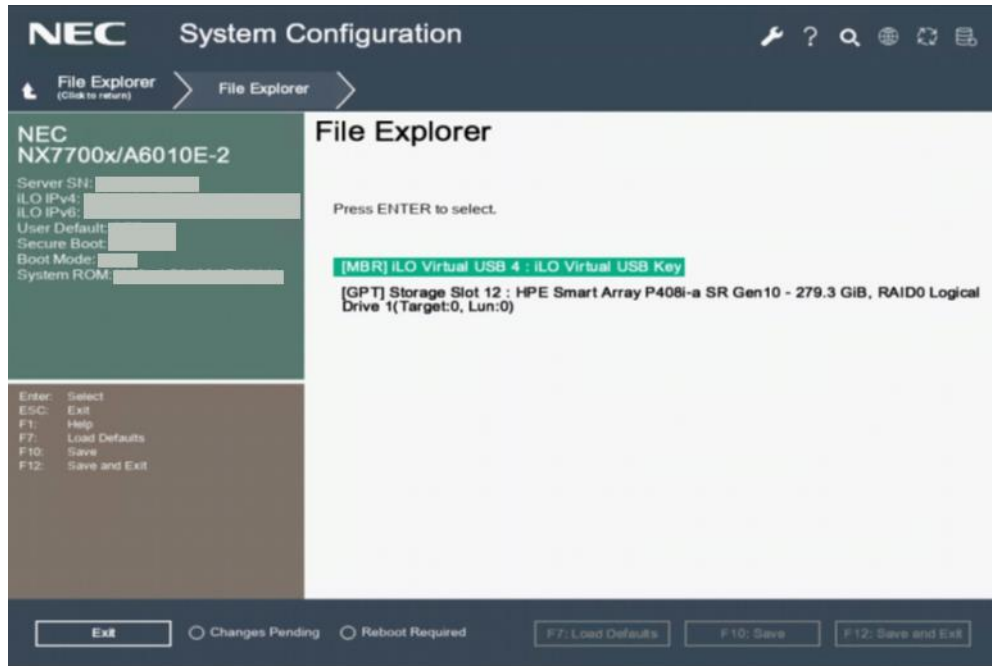 NEC System Configuration
?
File Explorer
(Click to return)
File Explorer
NEC
NX7700x/A6010E-2
Server SN:
iLO IPv4:
iLO IPv6:
User Default:
Secure Boot:
Boot Mode:
System ROM:
Enter: Select
ESC: Exit
F1: Help
F7: Load Defaults
F10: Save
F12: Save and Exit
File Explorer
Press ENTER to select.
[MBR] iLO Virtual USB 4 : iLO Virtual USB Key
[GPT] Storage Slot 12 : HPE Smart Array P408i-a SR Gen10 - 279.3 GiB, RAID0 Logical
Drive 1(Target:0, Lun:0)
Exit
Changes Pending
Reboot Required
F7: Load Defaults
F10: Save
F12: Save and Exit